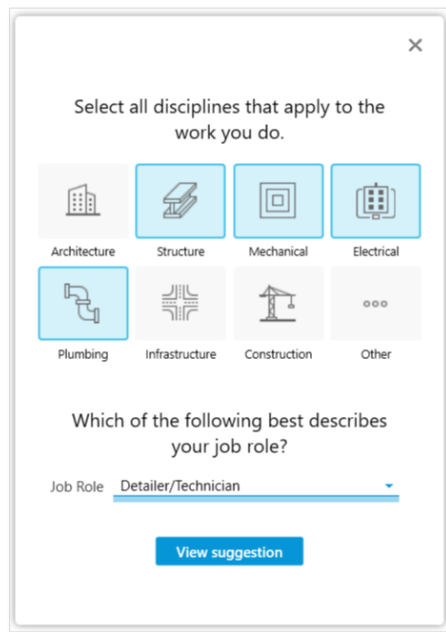 Select all disciplines that apply to the
work you do.
Architecture Structure Mechanical Electrical
Plumbing Infrastructure Construction Other
Which of the following best describes
your job role?
Job Role Detailer/Technician
View suggestion